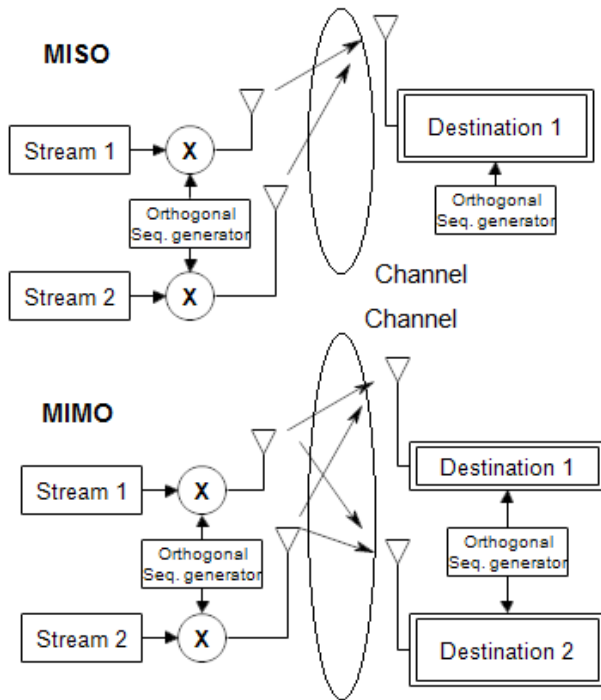 MISO
Stream 1
X
Destination 1
Orthogonal
Seq. generator
Orthogonal
Seq. generator
Stream 2
X
Channel
Channel
MIMO
Stream 1
X
Destination 1
Orthogonal
Seq. generator
Orthogonal
Seq. generator
Stream 2
X
Destination 2